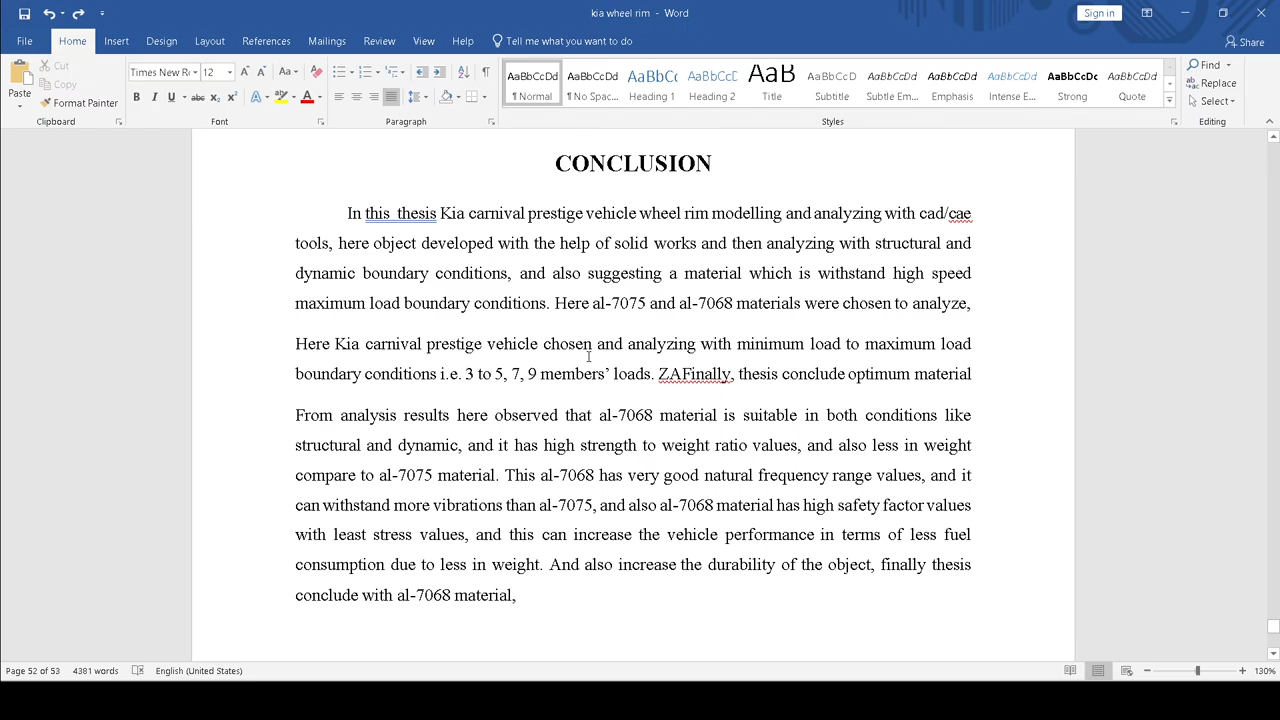 kia wheel rim - Word
Sign in
File Home Insert Design Layout References Mailings Review View Help Tell me what you want to do
Share
Paste
Cut
Copy
Format Painter
Times New Ro 12
Aa
B I U abc x2 x2 A A
AaBbCcDd AaBbCcDd AaBbCc AaBbCcD AaB AaBbCcD AaBbCcDd AaBbCcDd AaBbCcDd AaBbCcDc AaBbCcDd
¶ Normal ¶ No Spac... Heading 1 Heading 2 Title Subtitle Subtle Em... Emphasis Intense E... Strong Quote
Find
Replace
Select
Clipboard Font Paragraph Styles Editing
CONCLUSION
In this thesis Kia carnival prestige vehicle wheel rim modelling and analyzing with cad/cae
tools, here object developed with the help of solid works and then analyzing with structural and
dynamic boundary conditions, and also suggesting a material which is withstand high speed
maximum load boundary conditions. Here al-7075 and al-7068 materials were chosen to analyze,
Here Kia carnival prestige vehicle chosen and analyzing with minimum load to maximum load
boundary conditions i.e. 3 to 5, 7, 9 members’ loads. ZAFinally, thesis conclude optimum material
From analysis results here observed that al-7068 material is suitable in both conditions like
structural and dynamic, and it has high strength to weight ratio values, and also less in weight
compare to al-7075 material. This al-7068 has very good natural frequency range values, and it
can withstand more vibrations than al-7075, and also al-7068 material has high safety factor values
with least stress values, and this can increase the vehicle performance in terms of less fuel
consumption due to less in weight. And also increase the durability of the object, finally thesis
conclude with al-7068 material,
Page 52 of 53 4381 words English (United States) 130%